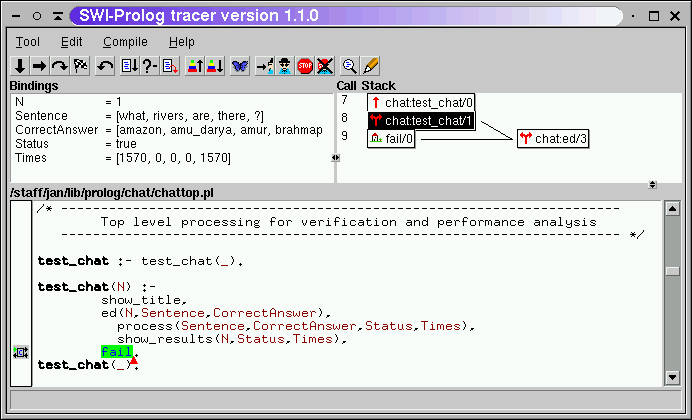 SWI-Prolog tracer version 1.1.0
Tool Edit Compile Help
Bindings
N = 1
Sentence = [what, rivers, are, there, ?]
CorrectAnswer = [amazon, amu_darya, amur, brahmap
Status = true
Times = [1570, 0, 0, 0, 1570]
Call Stack
7 chat:test_chat/0
8 chat:test_chat/1
9 fail/0 chat:ed/3
/staff/jan/lib/prolog/chat/chattop.pl
/* ----------------------------------------------------------------------
Top level processing for verification and performance analysis
---------------------------------------------------------------------- */
test_chat :- test_chat(_).
test_chat(N) :-
show_title,
ed(N,Sentence,CorrectAnswer),
process(Sentence,CorrectAnswer,Status,Times),
show_results(N,Status,Times),
fail.
test_chat(_).